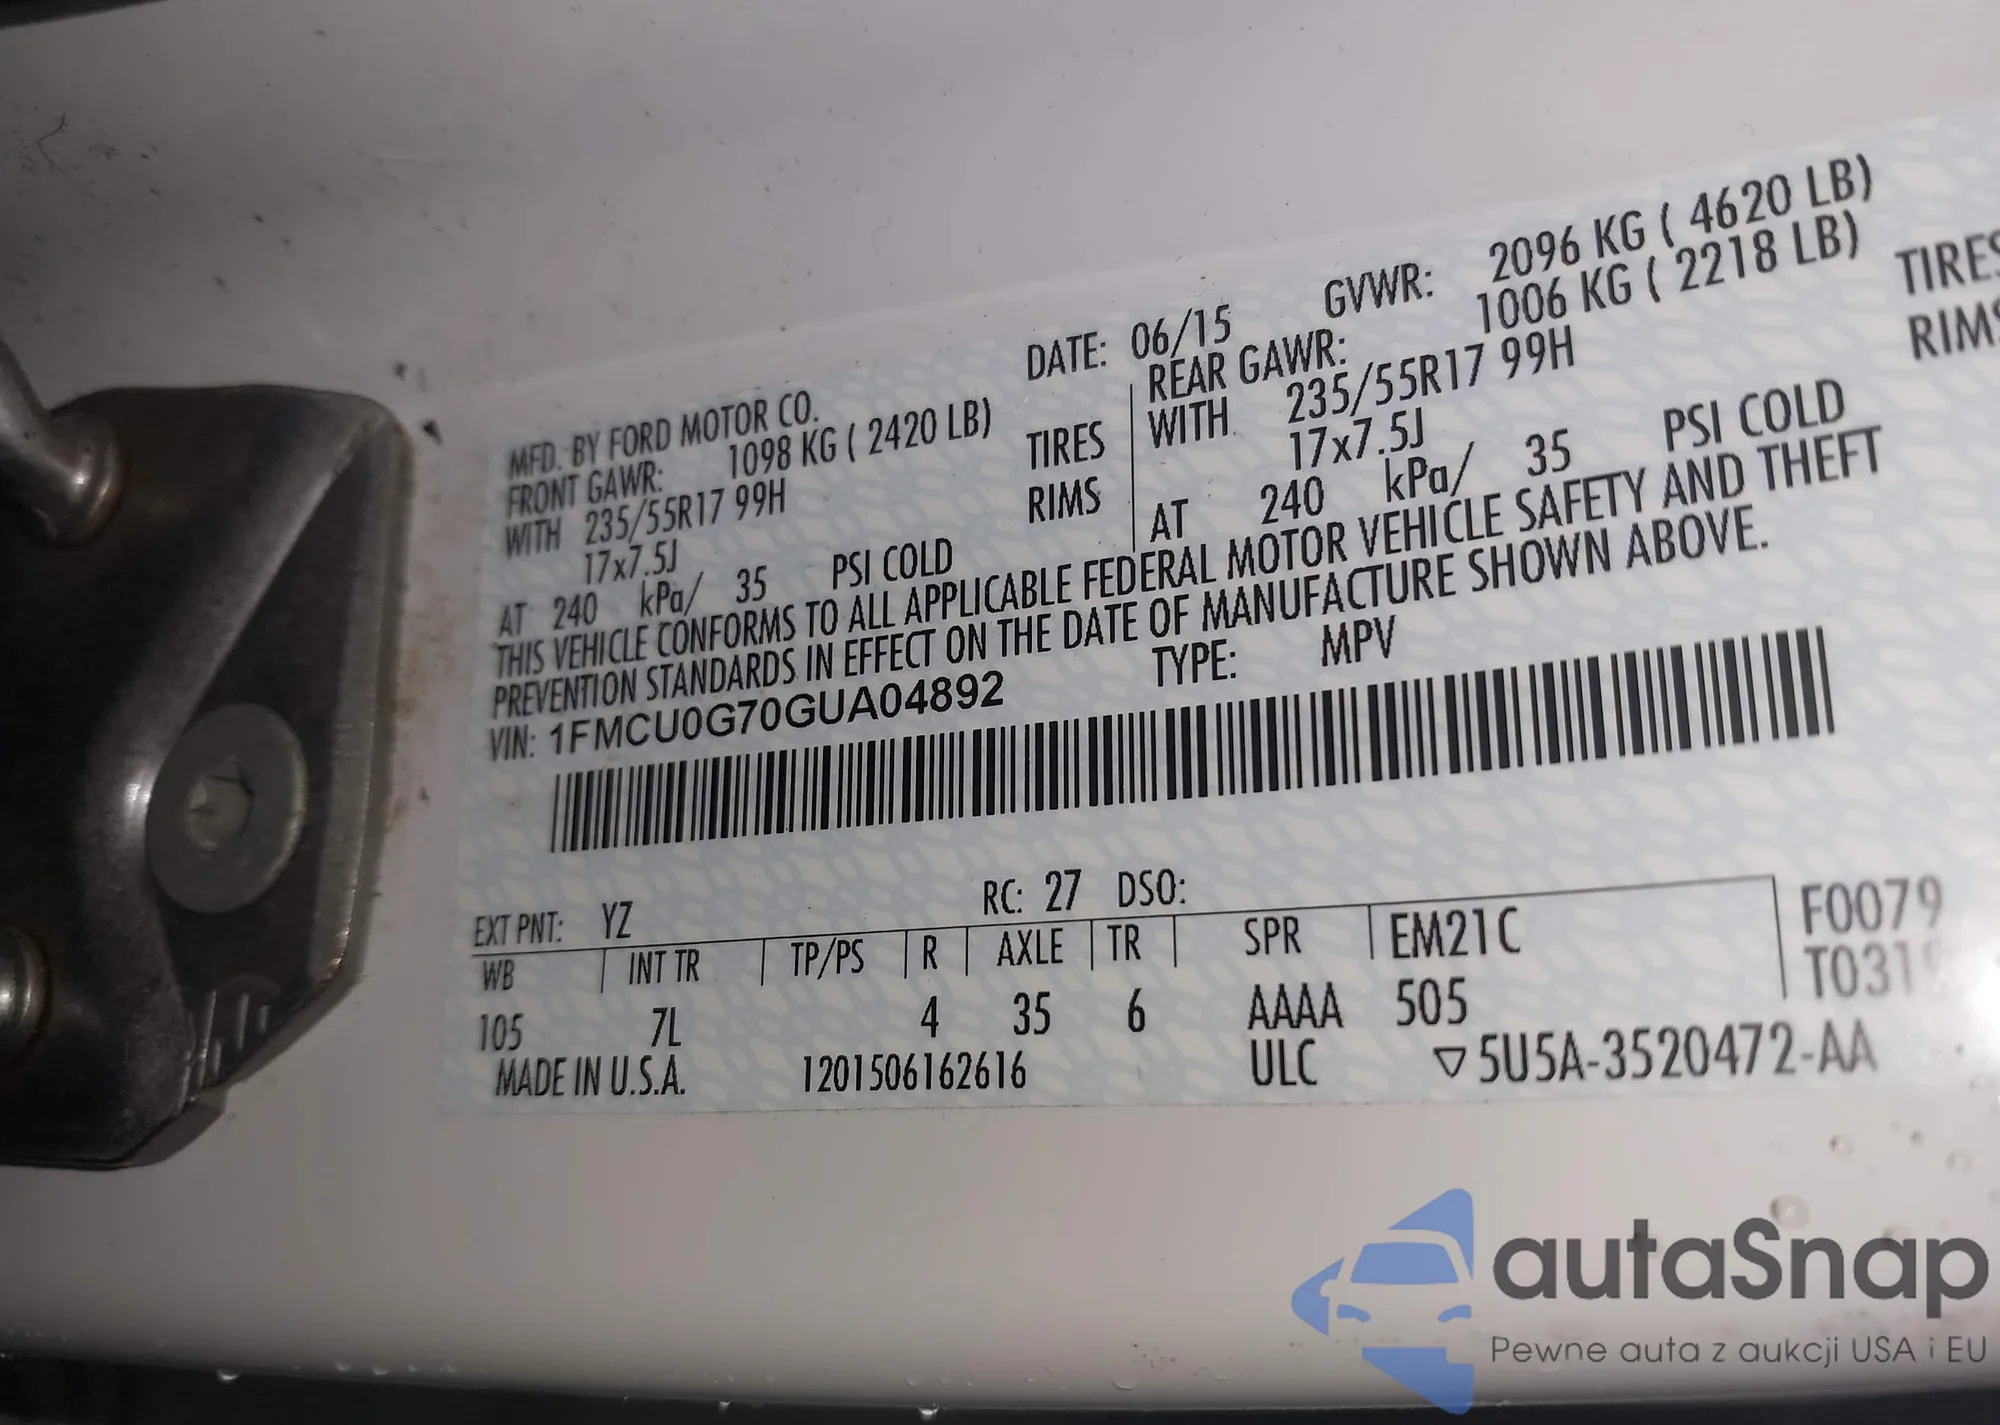 MFD. BY FORD MOTOR CO. DATE: 06/15 GVWR: 2096 KG ( 4620 LB)
FRONT GAWR: 1098 KG ( 2420 LB) REAR GAWR: 1006 KG ( 2218 LB)
WITH 235/55R17 99H TIRES WITH 235/55R17 99H TIRES
17x7.5J RIMS 17x7.5J RIMS
AT 240 kPa/ 35 PSI COLD AT 240 kPa/ 35 PSI COLD
THIS VEHICLE CONFORMS TO ALL APPLICABLE FEDERAL MOTOR VEHICLE SAFETY AND THEFT
PREVENTION STANDARDS IN EFFECT ON THE DATE OF MANUFACTURE SHOWN ABOVE.
VIN: 1FMCU0G70GUA04892 TYPE: MPV
EXT PNT: YZ RC: 27 DSO:
WB INT TR TP/PS R AXLE TR SPR EM21C F0079
105 7L 4 35 6 AAAA 505
MADE IN U.S.A. 1201506162616 ULC ▽5U5A-3520472-AA
autaSnap
Pewne auta z aukcji USA i EU